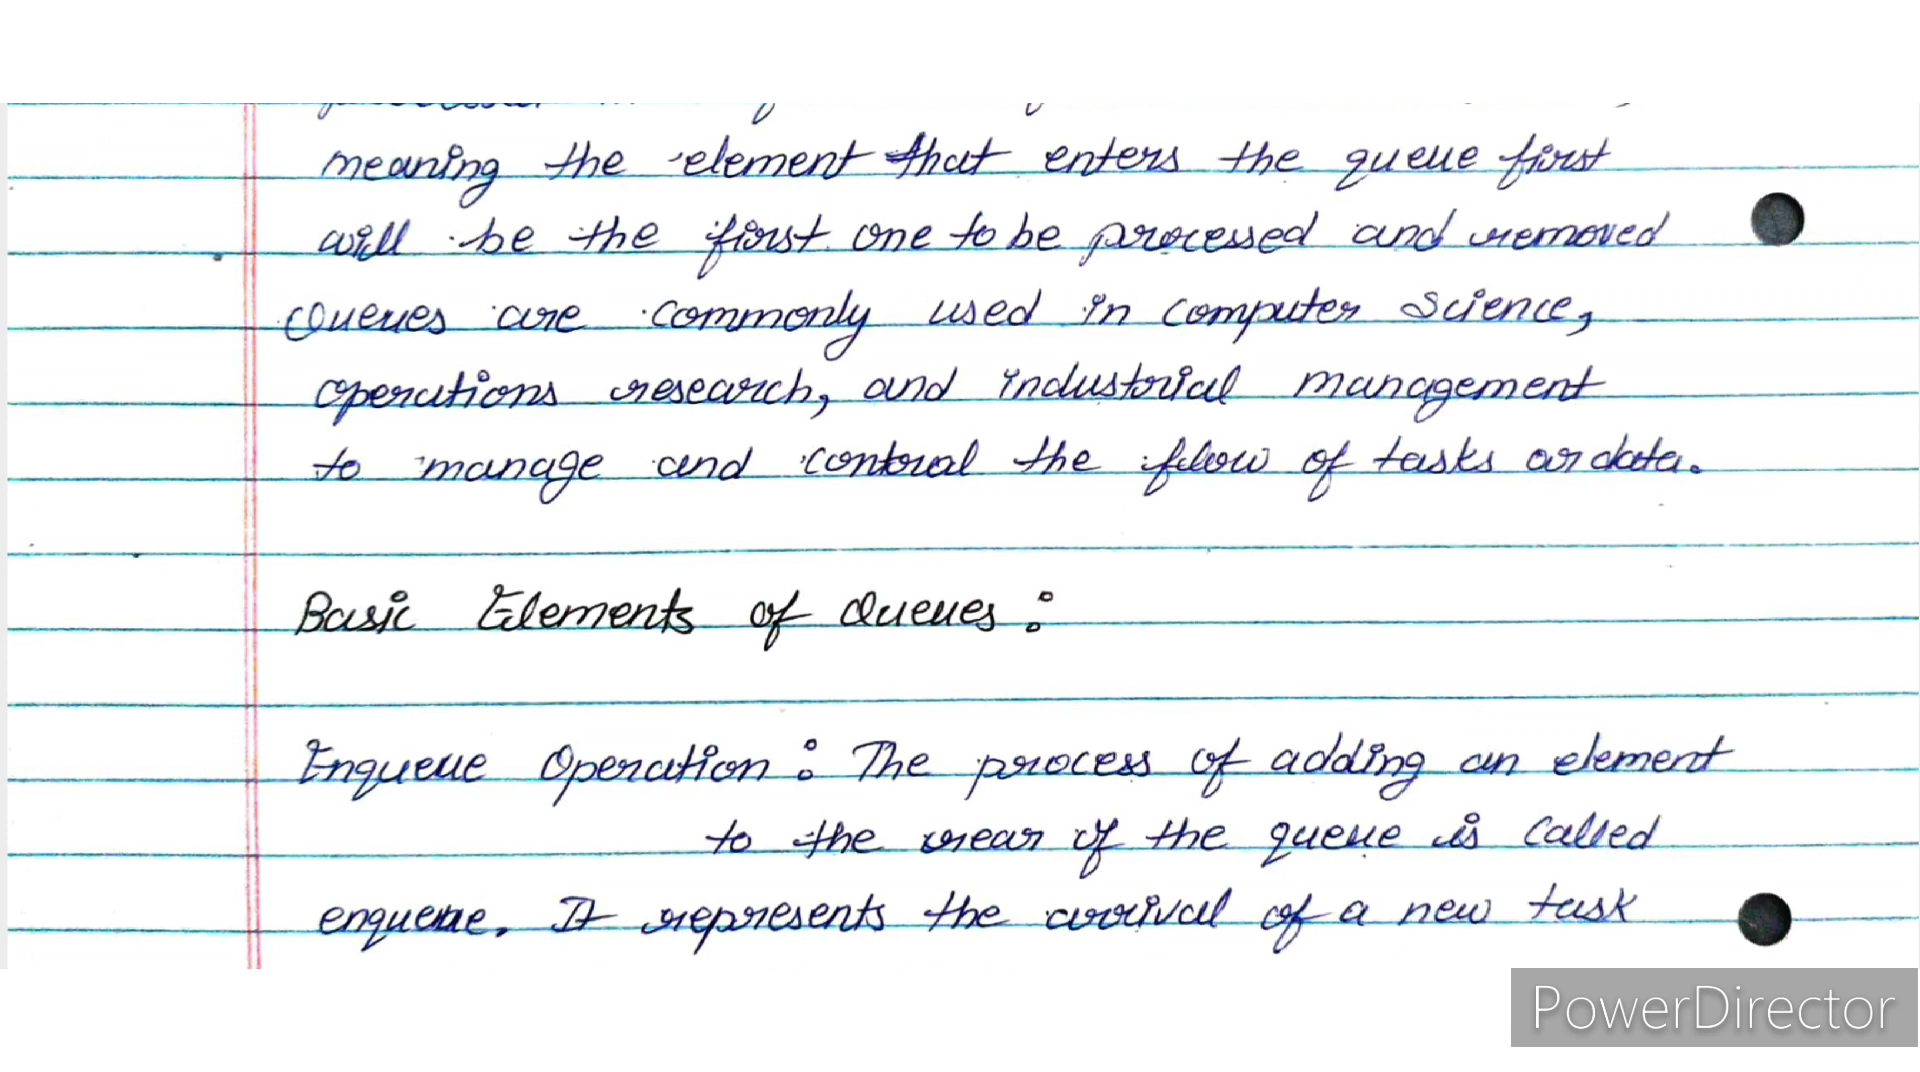 meaning the element that enters the queue first
will be the first one to be processed and removed
Queues are commonly used in computer science,
operations research, and industrial management
to manage and control the flow of tasks or data.
Basic Elements of Queues :
Enqueue Operation : The process of adding an element
to the rear of the queue is called
enqueue. It represents the arrival of a new task
PowerDirector